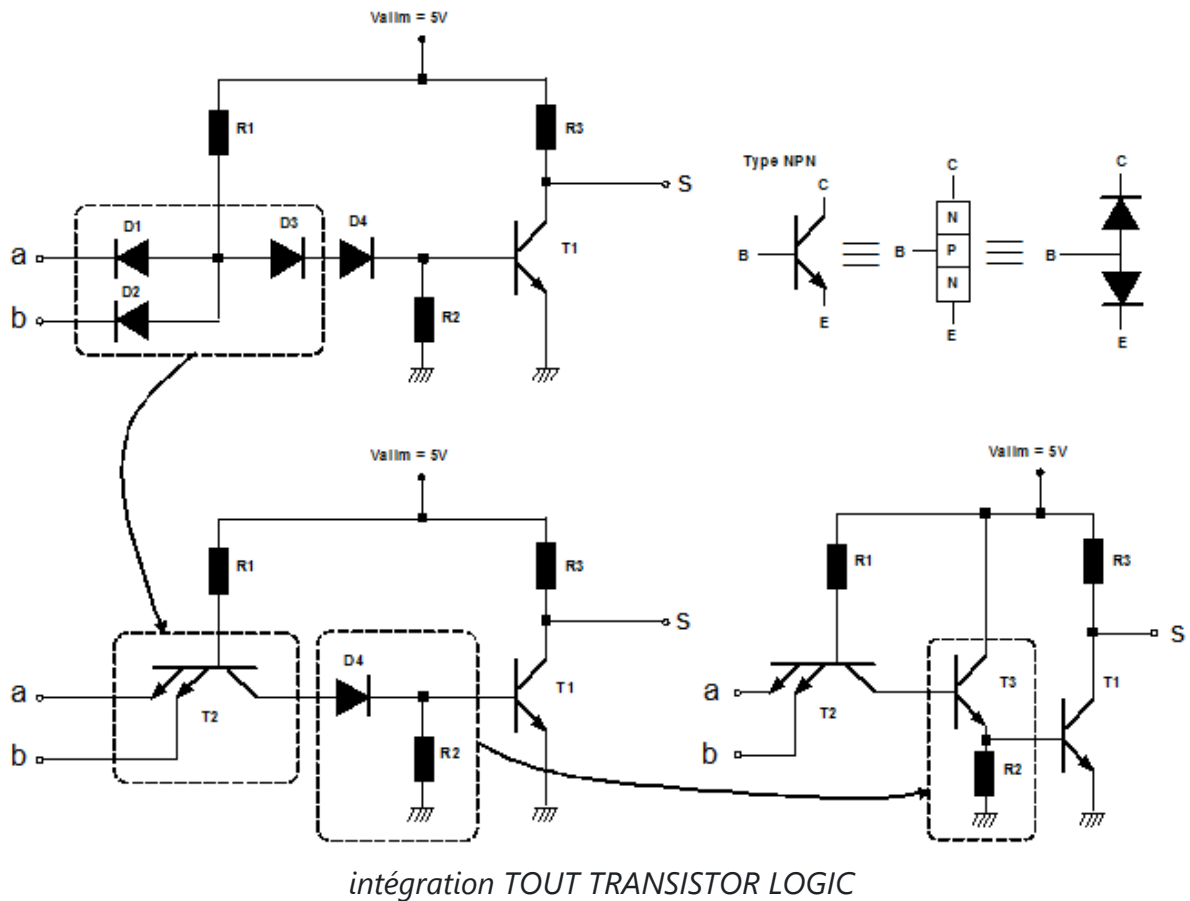 Valim = 5V
R1
R3
S
D1
D3
D4
a
T1
D2
b
R2
Type NPN
C
C
C
B
B
N
P
N
B
E
E
E
Valim = 5V
R1
R3
S
D4
a
T2
T1
b
R2
Valim = 5V
R1
R3
S
a
T2
T3
T1
b
R2
intégration TOUT TRANSISTOR LOGIC